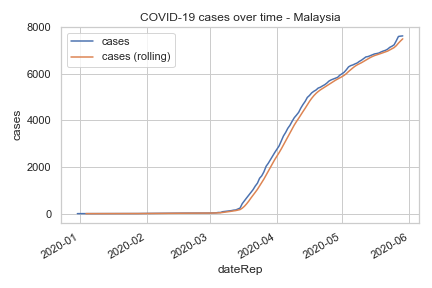 COVID-19 cases over time - Malaysia
8000
6000
4000
2000
0
cases
cases
cases (rolling)
2020-01
2020-02
2020-03
2020-04
2020-05
2020-06
dateRep